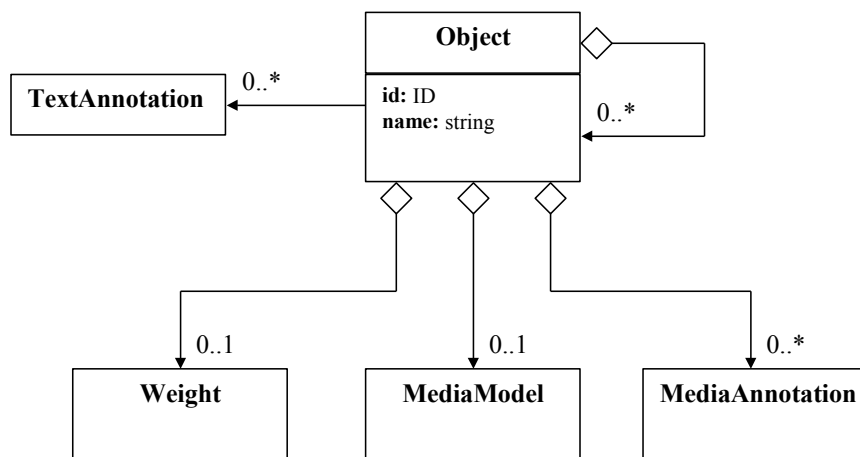 Object
0..*
TextAnnotation
id: ID
name: string
0..*
0..1
0..1
0..*
Weight
MediaModel
MediaAnnotation